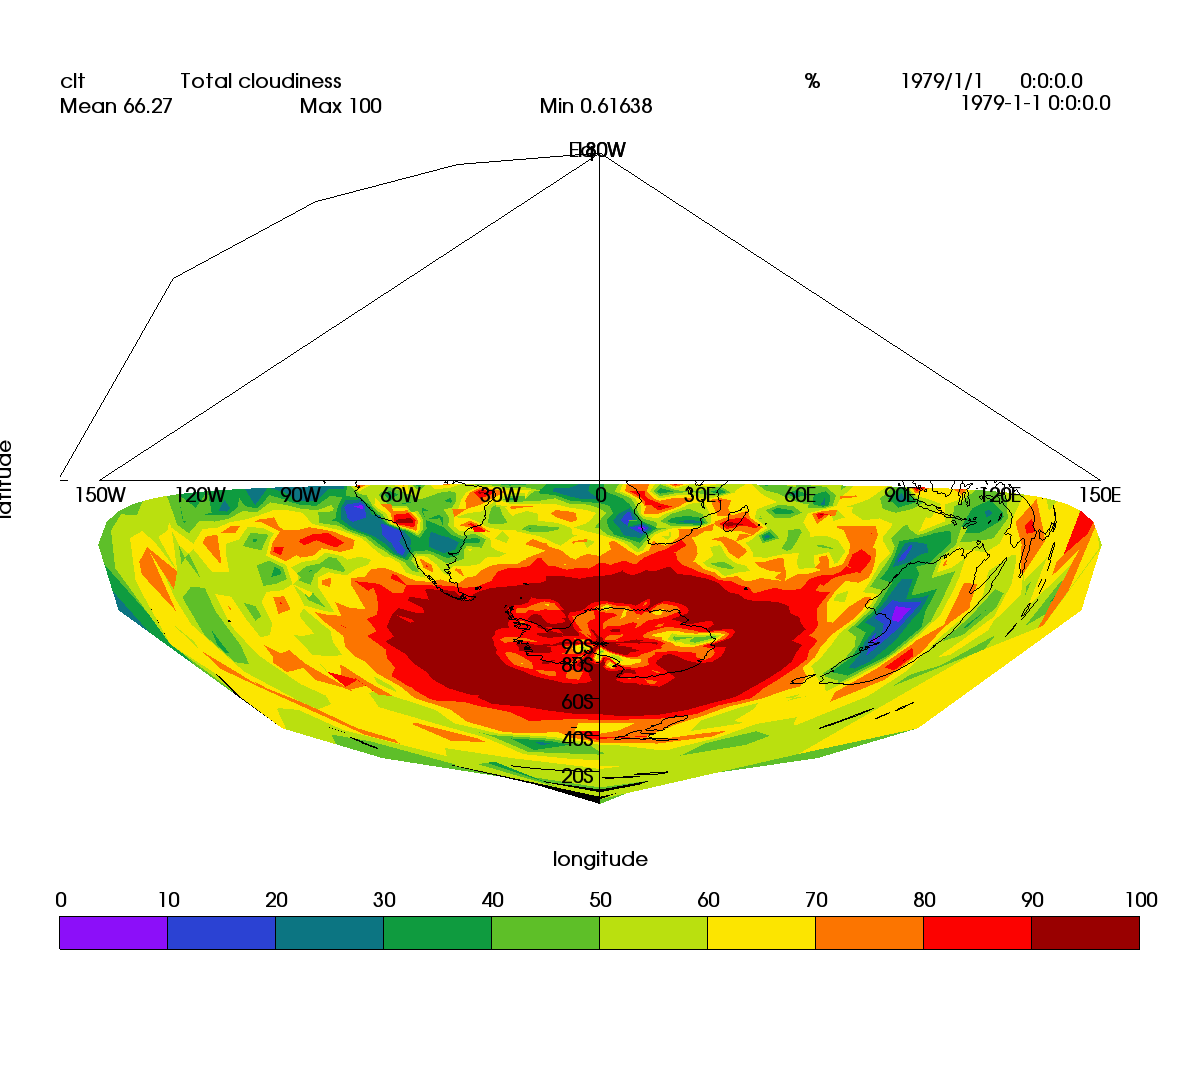 clt Total cloudiness % 1979/1/1 0:0:0.0
Mean 66.27 Max 100 Min 0.61638 1979-1-1 0:0:0.0
180W
latitude
150W 120W 90W 60W 30W 0 30E 60E 90E 120E 150E
90S
80S
60S
40S
20S
longitude
0 10 20 30 40 50 60 70 80 90 100